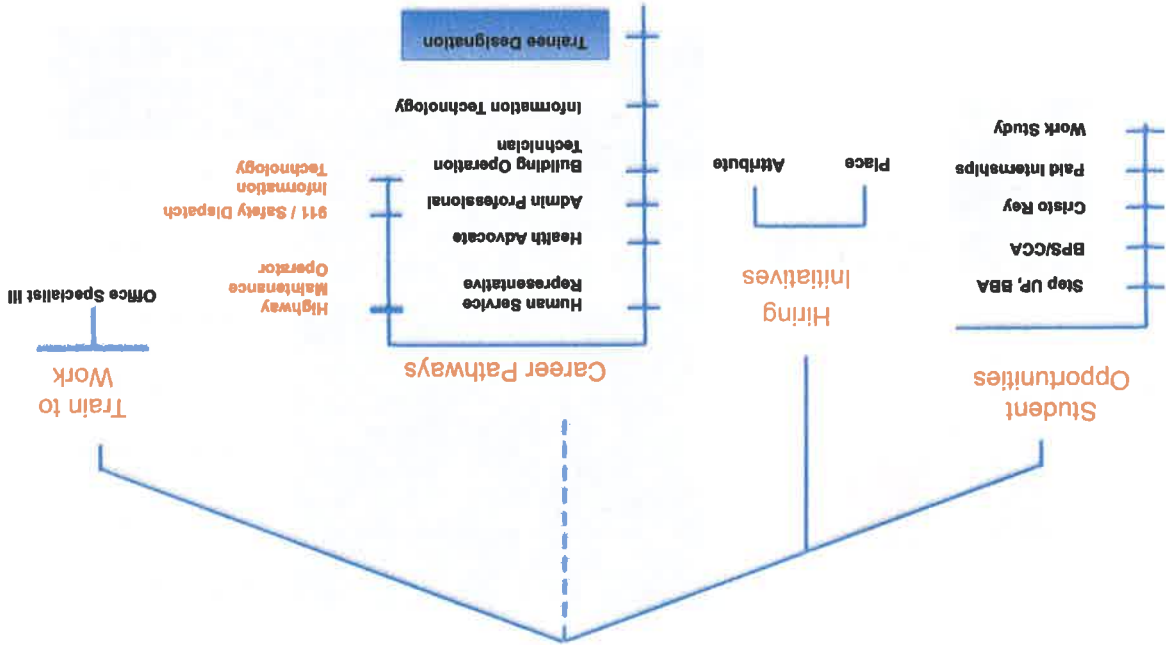 Student
Opportunities
Step UP, BBA
BPS/CCA
Cristo Rey
Paid Internships
Work Study
Hiring
Initiatives
Place
Attribute
Career Pathways
Human Service
Representative
Health Advocate
Admin Professional
Building Operation
Technician
Information Technology
Trainee Designation
Highway
Maintenance
Operator
911 / Safety Dispatch
Information
Technology
Train to
Work
Office Specialist III